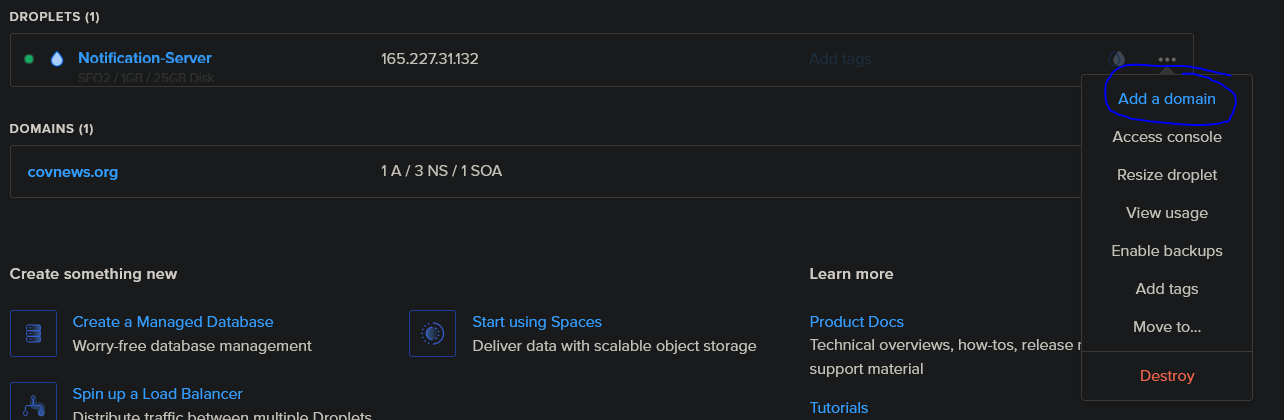 DROPLETS (1)
Notification-Server 165.227.31.132 Add tags
SFO2 / 1GB / 25GB Disk
Add a domain
Access console
Resize droplet
View usage
Enable backups
Add tags
Move to...
Destroy
DOMAINS (1)
covnews.org 1 A / 3 NS / 1 SOA
Create something new
Create a Managed Database
Worry-free database management
Start using Spaces
Deliver data with scalable object storage
Spin up a Load Balancer
Distribute traffic between multiple Droplets
Learn more
Product Docs
Technical overviews, how-tos, release
support material
Tutorials